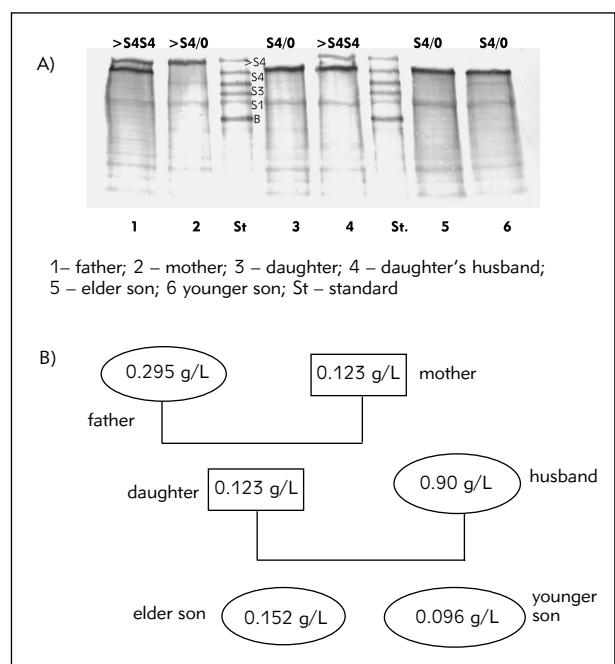 >S4S4 >S4/0 S4/0 >S4S4 S4/0 S4/0
A)
>S4
S4
S3
S1
B
1 2 St 3 4 St. 5 6
1– father; 2 – mother; 3 – daughter; 4 – daughter's husband;
5 – elder son; 6 younger son; St – standard
B)
0.295 g/L 0.123 g/L mother
father
daughter 0.123 g/L 0.90 g/L husband
elder son 0.152 g/L 0.096 g/L younger
son